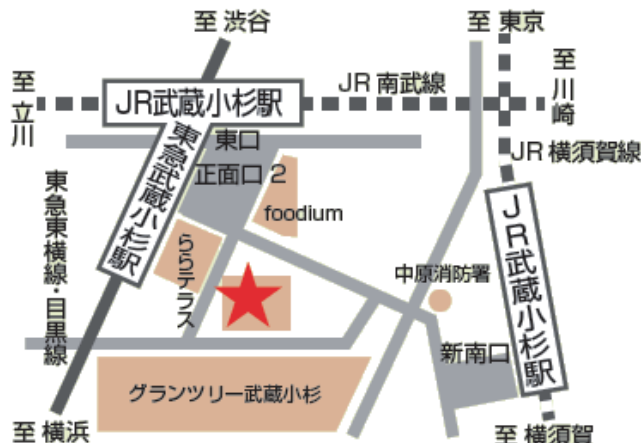 至 渋谷
至 東京
至 立川
JR武蔵小杉駅
JR 南武線
至 川崎
東口
正面口 2
JR 横須賀線
東急武蔵小杉駅
foodium
東急東横線・目黒線
ららテラス
中原消防署
JR武蔵小杉駅
新南口
グランツリー武蔵小杉
至 横浜
至 横須賀